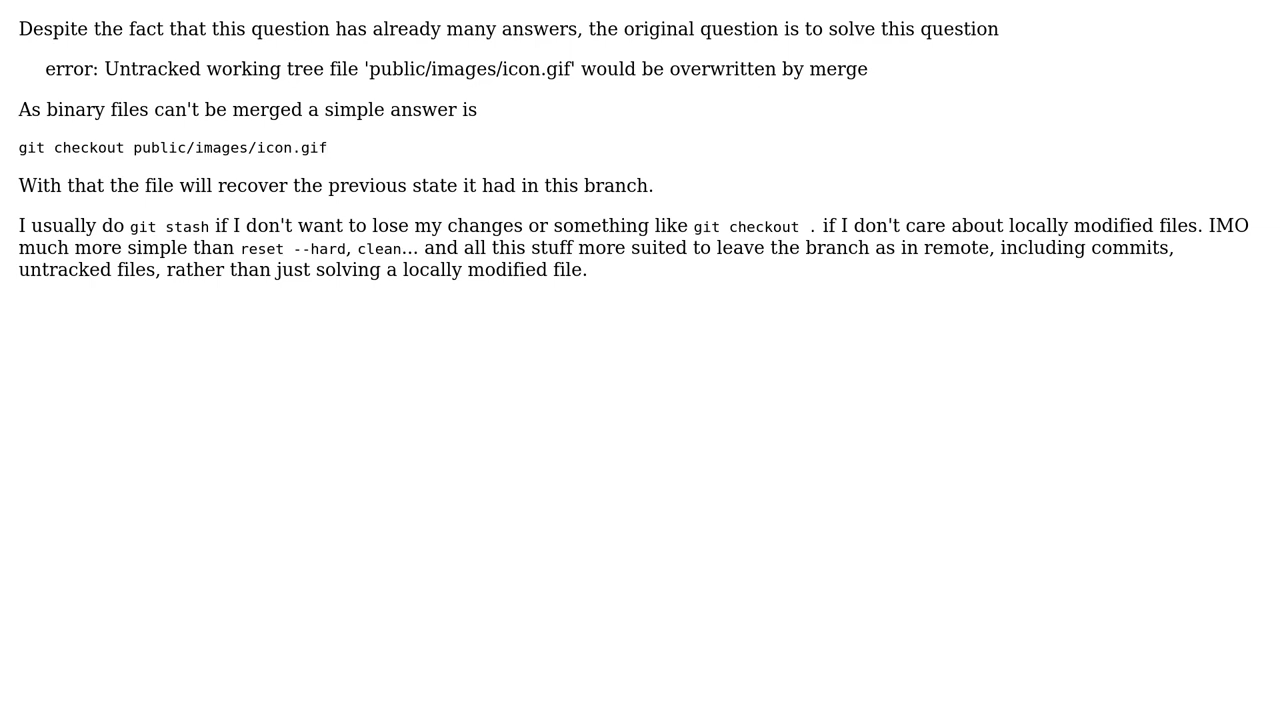 Despite the fact that this question has already many answers, the original question is to solve this question
error: Untracked working tree file 'public/images/icon.gif' would be overwritten by merge
As binary files can't be merged a simple answer is
git checkout public/images/icon.gif
With that the file will recover the previous state it had in this branch.
I usually do git stash if I don't want to lose my changes or something like git checkout . if I don't care about locally modified files. IMO
much more simple than reset --hard, clean... and all this stuff more suited to leave the branch as in remote, including commits,
untracked files, rather than just solving a locally modified file.